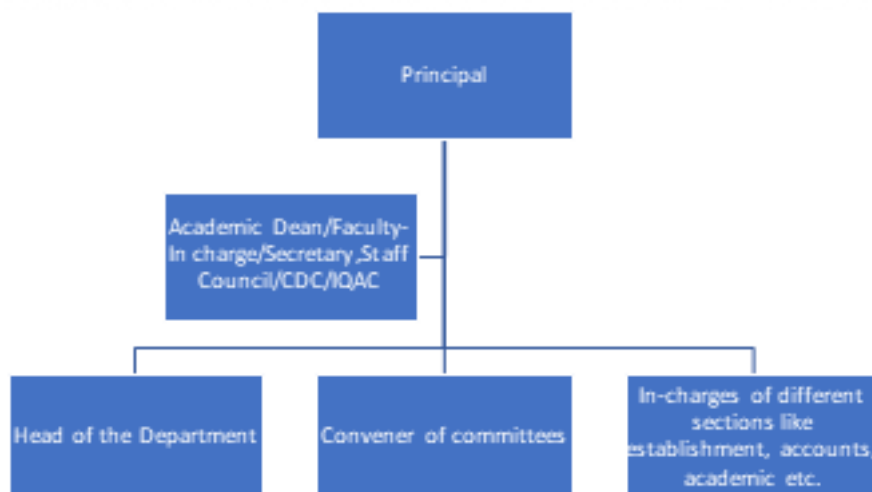 Principal
Academic Dean/Faculty-
In charge/Secretary,Staff
Council/CDC/IQAC
Head of the Department
Convener of committees
In-charges of different
sections like
establishment, accounts,
academic etc.